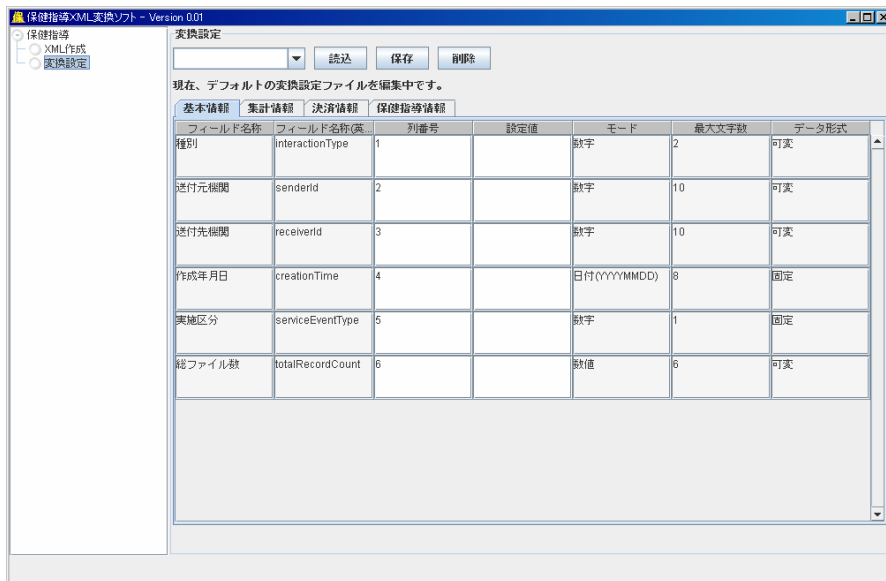 保健指導XML変換ソフト - Version 0.01
保健指導
XML作成
変換設定
変換設定
読込 保存 削除
現在、デフォルトの変換設定ファイルを編集中です。
基本情報 集計情報 決済情報 保健指導情報
フィールド名称 フィールド名称(英... 列番号 設定値 モード 最大文字数 データ形式
種別 interactionType 1 数字 2 可変
送付元機関 senderId 2 数字 10 可変
送付先機関 receiverId 3 数字 10 可変
作成年月日 creationTime 4 日付(YYYYMMDD) 8 固定
実施区分 serviceEventType 5 数字 1 固定
総ファイル数 totalRecordCount 6 数値 6 可変